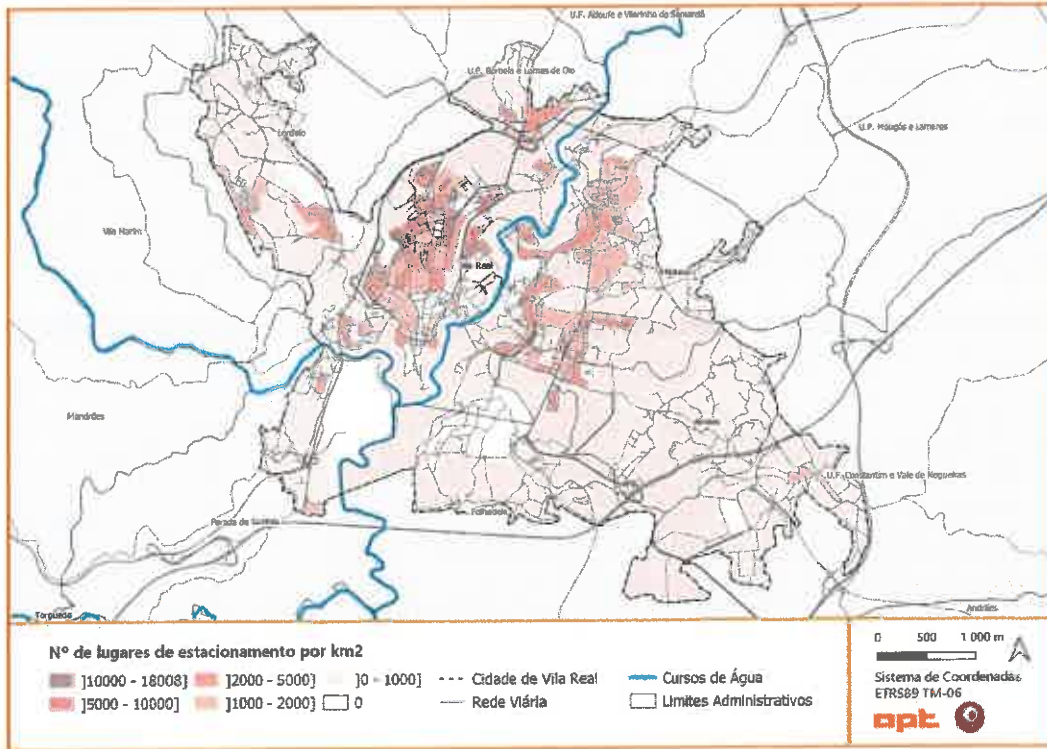 U.F. Adoufe e Vilarinho de Samardã
U.F. Borbela e Lamas de Olo
U.F. Mouçós e Lamares
Lordelo
Vila Marim
Real
Mateus
Mondrões
U.F. Constantim e Vale de Nogueiras
Folhadela
Parada de Cunhos
Torgueda
Andrães
Nº de lugares de estacionamento por km2
]10000 - 18008] ]2000 - 5000] ]0 - 1000] Cidade de Vila Real Cursos de Água
]5000 - 10000] ]1000 - 2000] 0 Rede Viária Limites Administrativos
0 500 1 000 m
Sistema de Coordenadas
ETRS89 TM-06
opt